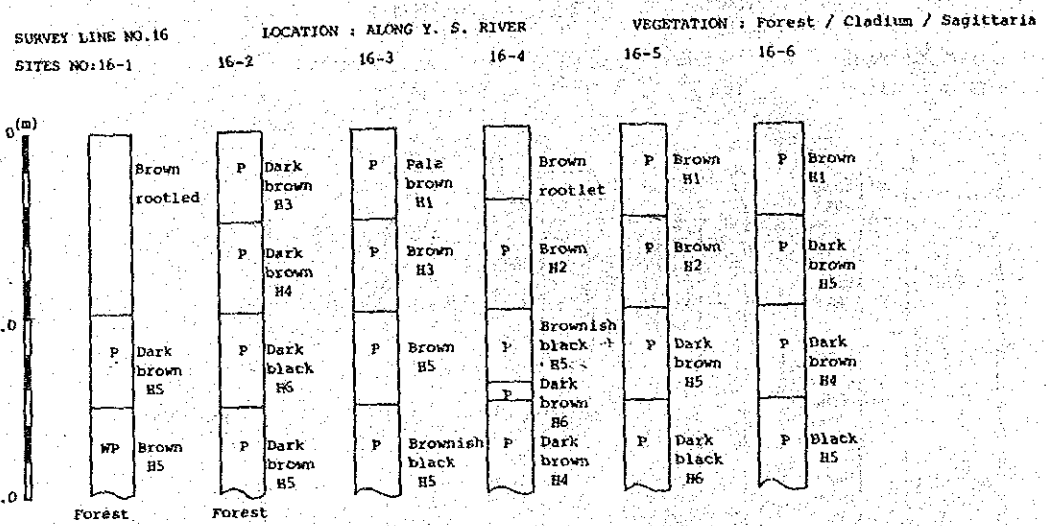 SURVEY LINE NO.16 LOCATION : ALONG Y. S. RIVER VEGETATION : Forest / Cladium / Sagittaria
SITES NO:16-1 16-2 16-3 16-4 16-5 16-6
0 (m)
Brown
rootled
P Dark
brown
H5
WP Brown
H5
Forest
P Dark
brown
H3
P Dark
brown
H4
P Dark
black
H6
P Dark
brown
H5
Forest
P Pale
brown
H1
P Brown
H3
P Brown
H5
P Brownish
black
H5
Brown
rootlet
P Brown
H2
P Brownish
black
H5
P Dark
brown
H6
P Dark
brown
H4
P Brown
H1
P Brown
H2
P Dark
brown
H5
P Dark
black
H6
P Brown
H1
P Dark
brown
H5
P Dark
brown
H4
P Black
H5
.0
.0